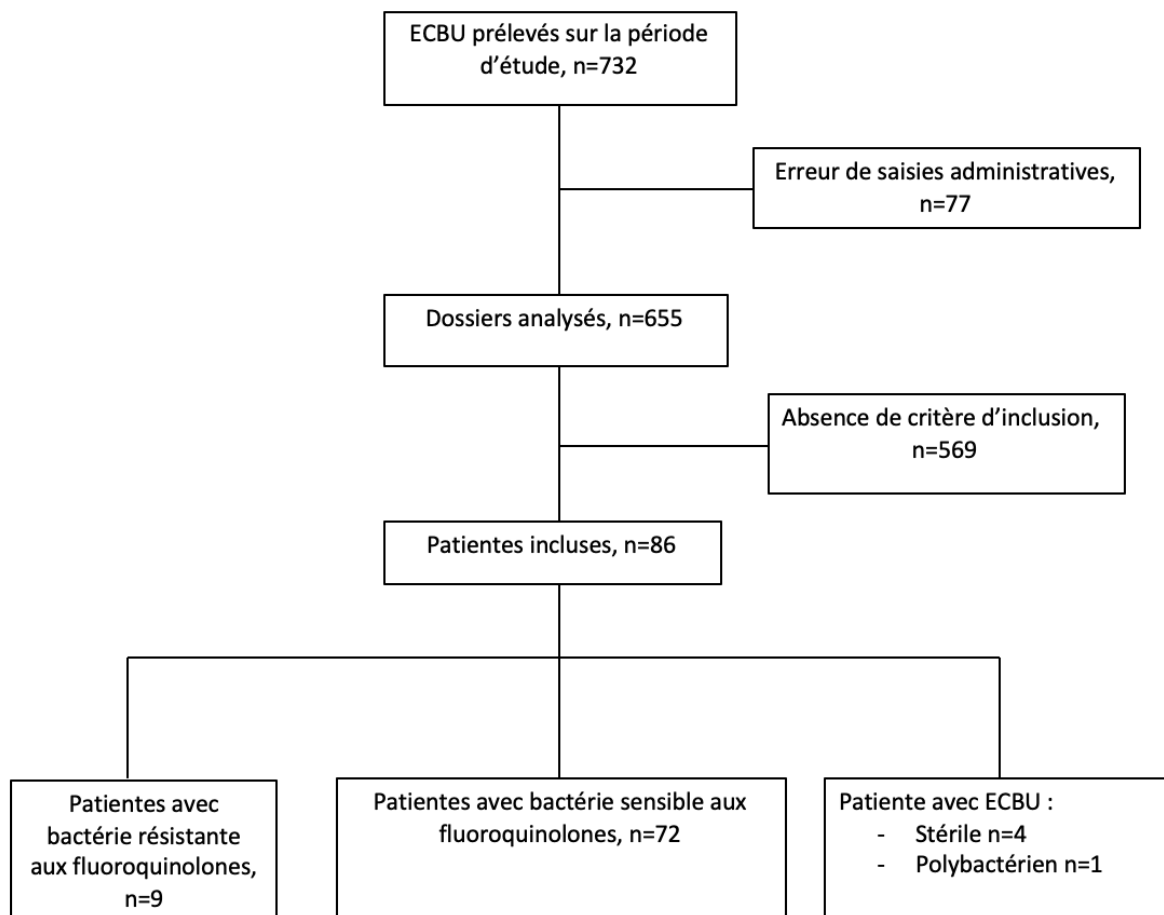 ECBU prélevés sur la période
d’étude, n=732
Erreur de saisies administratives,
n=77
Dossiers analysés, n=655
Absence de critère d’inclusion,
n=569
Patientes incluses, n=86
Patientes avec
bactérie résistante
aux fluoroquinolones,
n=9
Patientes avec bactérie sensible aux
fluoroquinolones, n=72
Patiente avec ECBU :
- Stérile n=4
- Polybactérien n=1